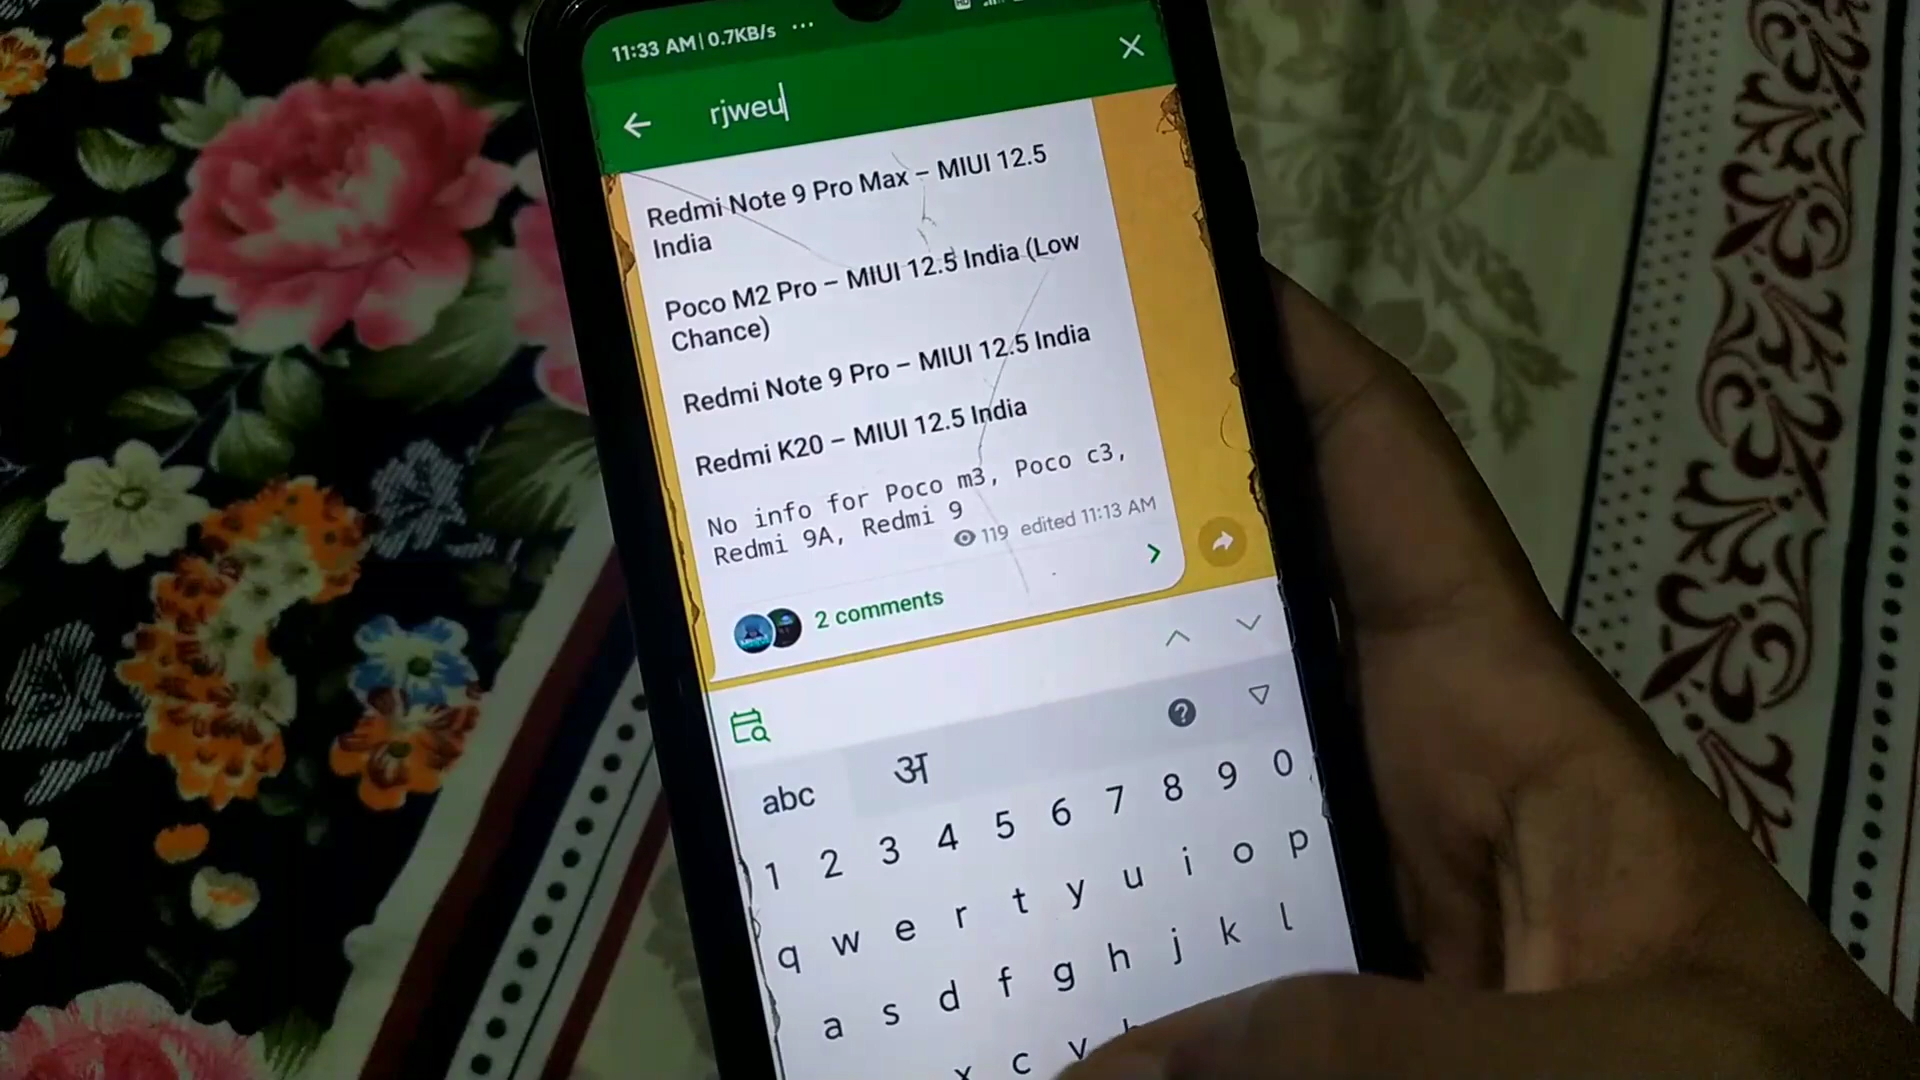 11:33 AM | 0.7KB/s ...
rjweu
Redmi Note 9 Pro Max – MIUI 12.5
India
Poco M2 Pro – MIUI 12.5 India (Low
Chance)
Redmi Note 9 Pro – MIUI 12.5 India
Redmi K20 – MIUI 12.5 India
No info for Poco m3, Poco c3,
Redmi 9A, Redmi 9
119 edited 11:13 AM
2 comments
abc अ
1 2 3 4 5 6 7 8 9 0
q w e r t y u i o p
a s d f g h j k l
x c v